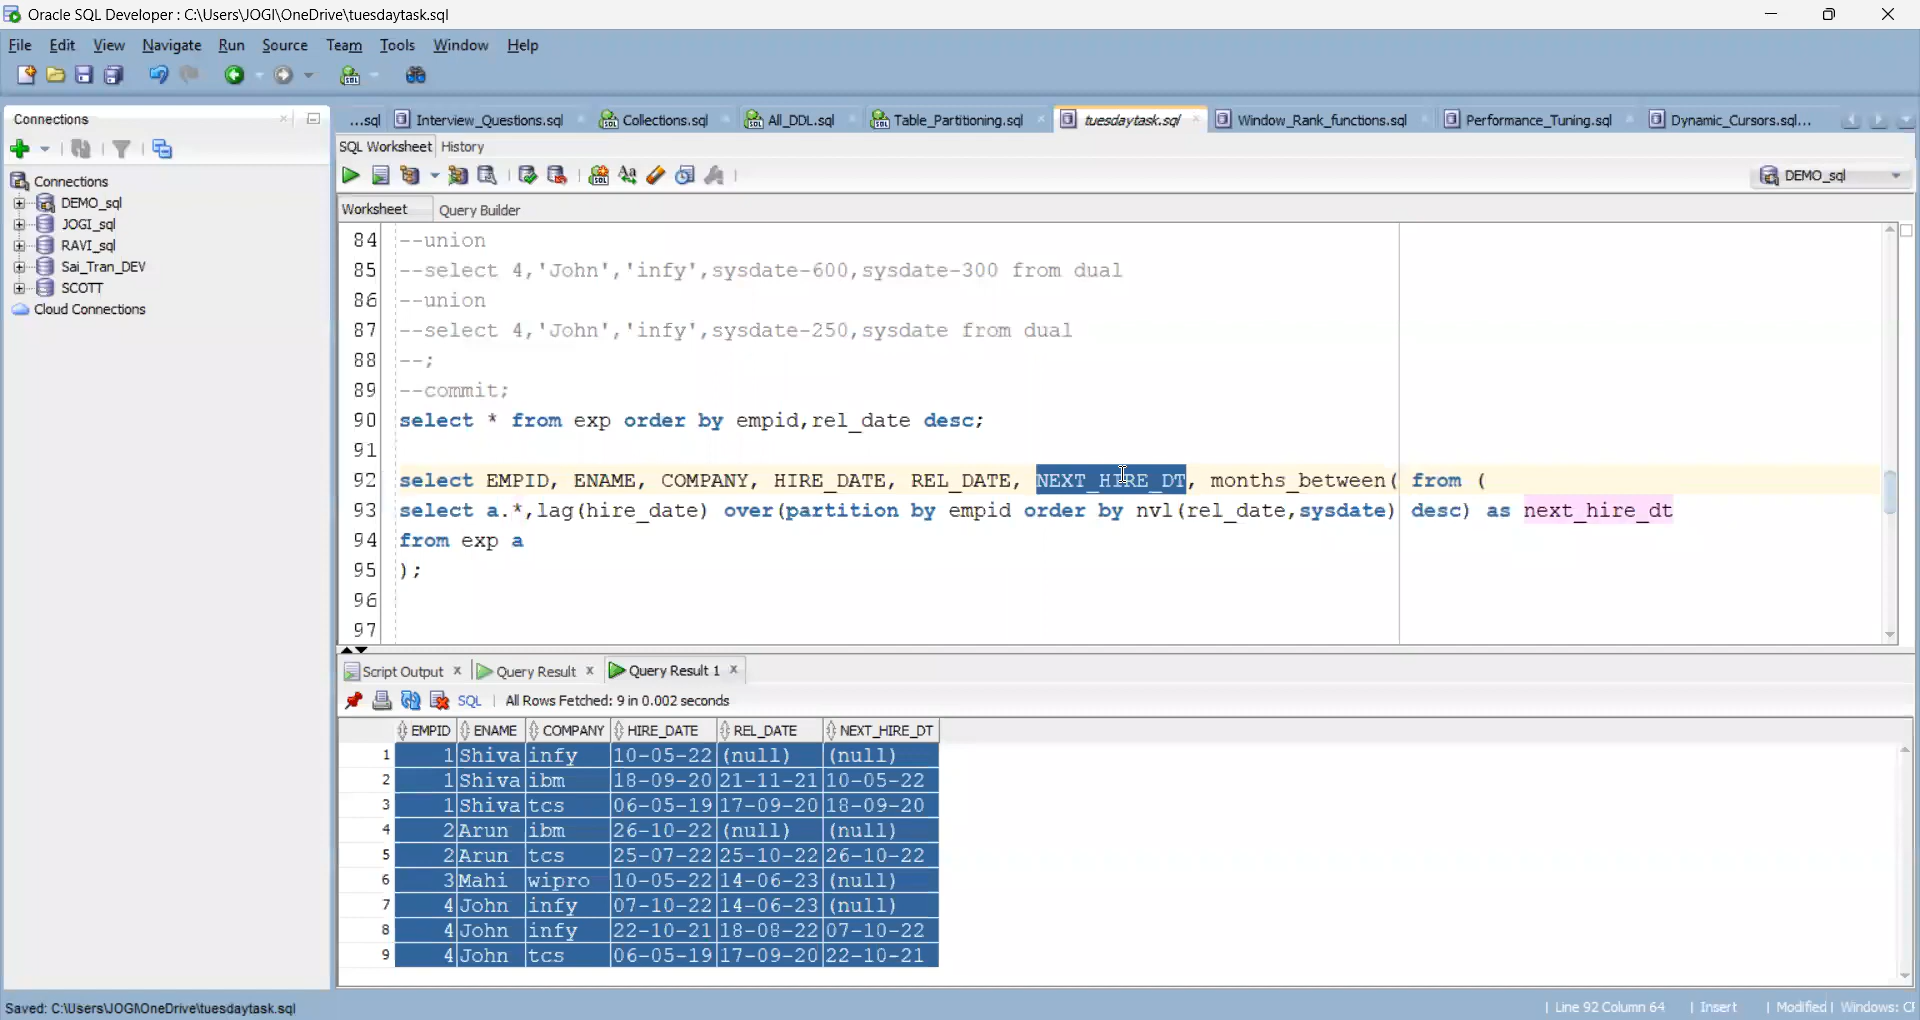 Oracle SQL Developer : C:\Users\JOGI\OneDrive\tuesdaytask.sql
File Edit View Navigate Run Source Team Tools Window Help
Connections
...sql Interview_Questions.sql Collections.sql All_DDL.sql Table_Partitioning.sql tuesdaytask.sql Window_Rank_functions.sql Performance_Tuning.sql Dynamic_Cursors.sql...
SQL Worksheet History
DEMO_sql
Worksheet Query Builder
Connections
DEMO_sql
JOGI_sql
RAVI_sql
Sai_Tran_DEV
SCOTT
Cloud Connections
84 --union
85 --select 4,'John','infy',sysdate-600,sysdate-300 from dual
86 --union
87 --select 4,'John','infy',sysdate-250,sysdate from dual
88 --;
89 --commit;
90 select * from exp order by empid,rel_date desc;
91
92 select EMPID, ENAME, COMPANY, HIRE_DATE, REL_DATE, NEXT_HIRE_DT, months_between( from (
93 select a.*,lag(hire_date) over(partition by empid order by nvl(rel_date,sysdate) desc) as next_hire_dt
94 from exp a
95 );
96
97
Script Output Query Result Query Result 1
SQL All Rows Fetched: 9 in 0.002 seconds
EMPID ENAME COMPANY HIRE_DATE REL_DATE NEXT_HIRE_DT
1 1 Shiva infy 10-05-22 (null) (null)
2 1 Shiva ibm 18-09-20 21-11-21 10-05-22
3 1 Shiva tcs 06-05-19 17-09-20 18-09-20
4 2 Arun ibm 26-10-22 (null) (null)
5 2 Arun tcs 25-07-22 25-10-22 26-10-22
6 3 Mahi wipro 10-05-22 14-06-23 (null)
7 4 John infy 07-10-22 14-06-23 (null)
8 4 John infy 22-10-21 18-08-22 07-10-22
9 4 John tcs 06-05-19 17-09-20 22-10-21
Saved: C:\Users\JOGI\OneDrive\tuesdaytask.sql
Line 92 Column 64 Insert Modified Windows: C